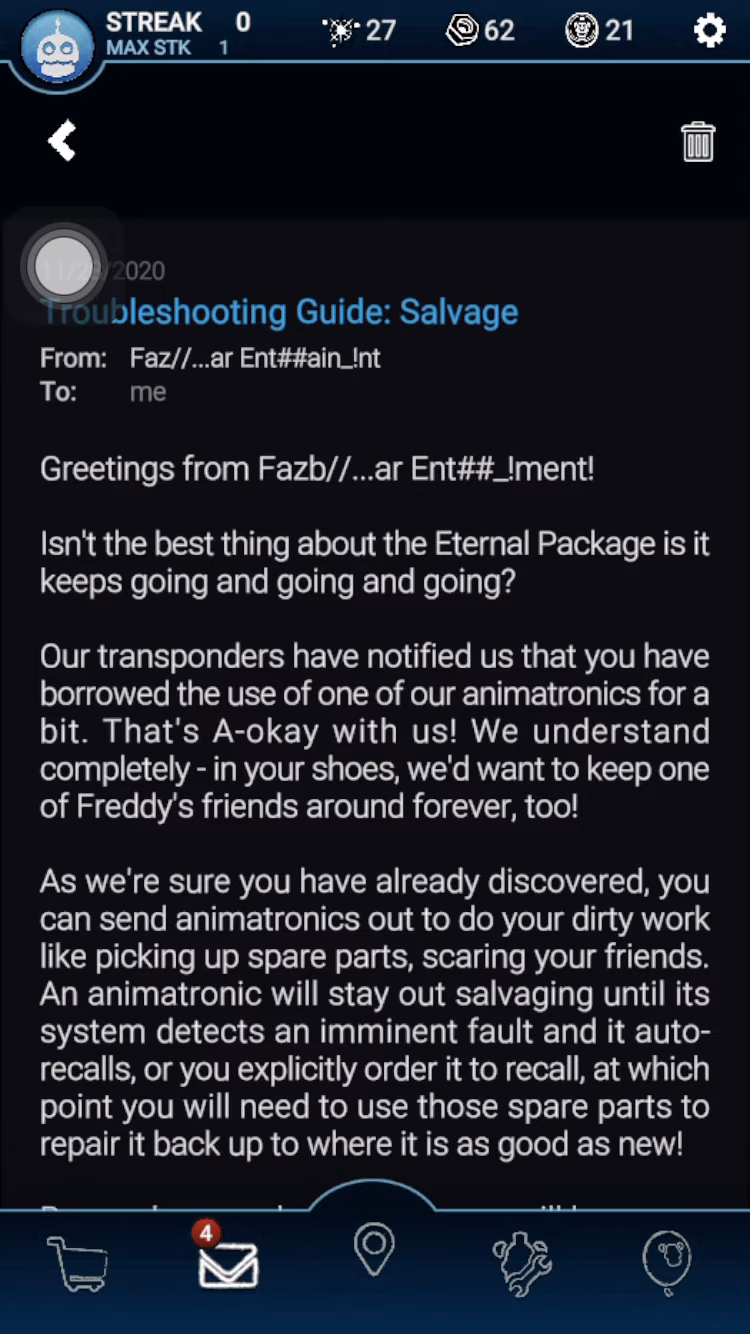 STREAK 0
MAX STK 1
27
62
21
2020
Troubleshooting Guide: Salvage
From: Faz//...ar Ent##ain_!nt
To: me
Greetings from Fazb//...ar Ent##_!ment!
Isn't the best thing about the Eternal Package is it
keeps going and going and going?
Our transponders have notified us that you have
borrowed the use of one of our animatronics for a
bit. That's A-okay with us! We understand
completely - in your shoes, we'd want to keep one
of Freddy's friends around forever, too!
As we're sure you have already discovered, you
can send animatronics out to do your dirty work
like picking up spare parts, scaring your friends.
An animatronic will stay out salvaging until its
system detects an imminent fault and it auto-
recalls, or you explicitly order it to recall, at which
point you will need to use those spare parts to
repair it back up to where it is as good as new!
4